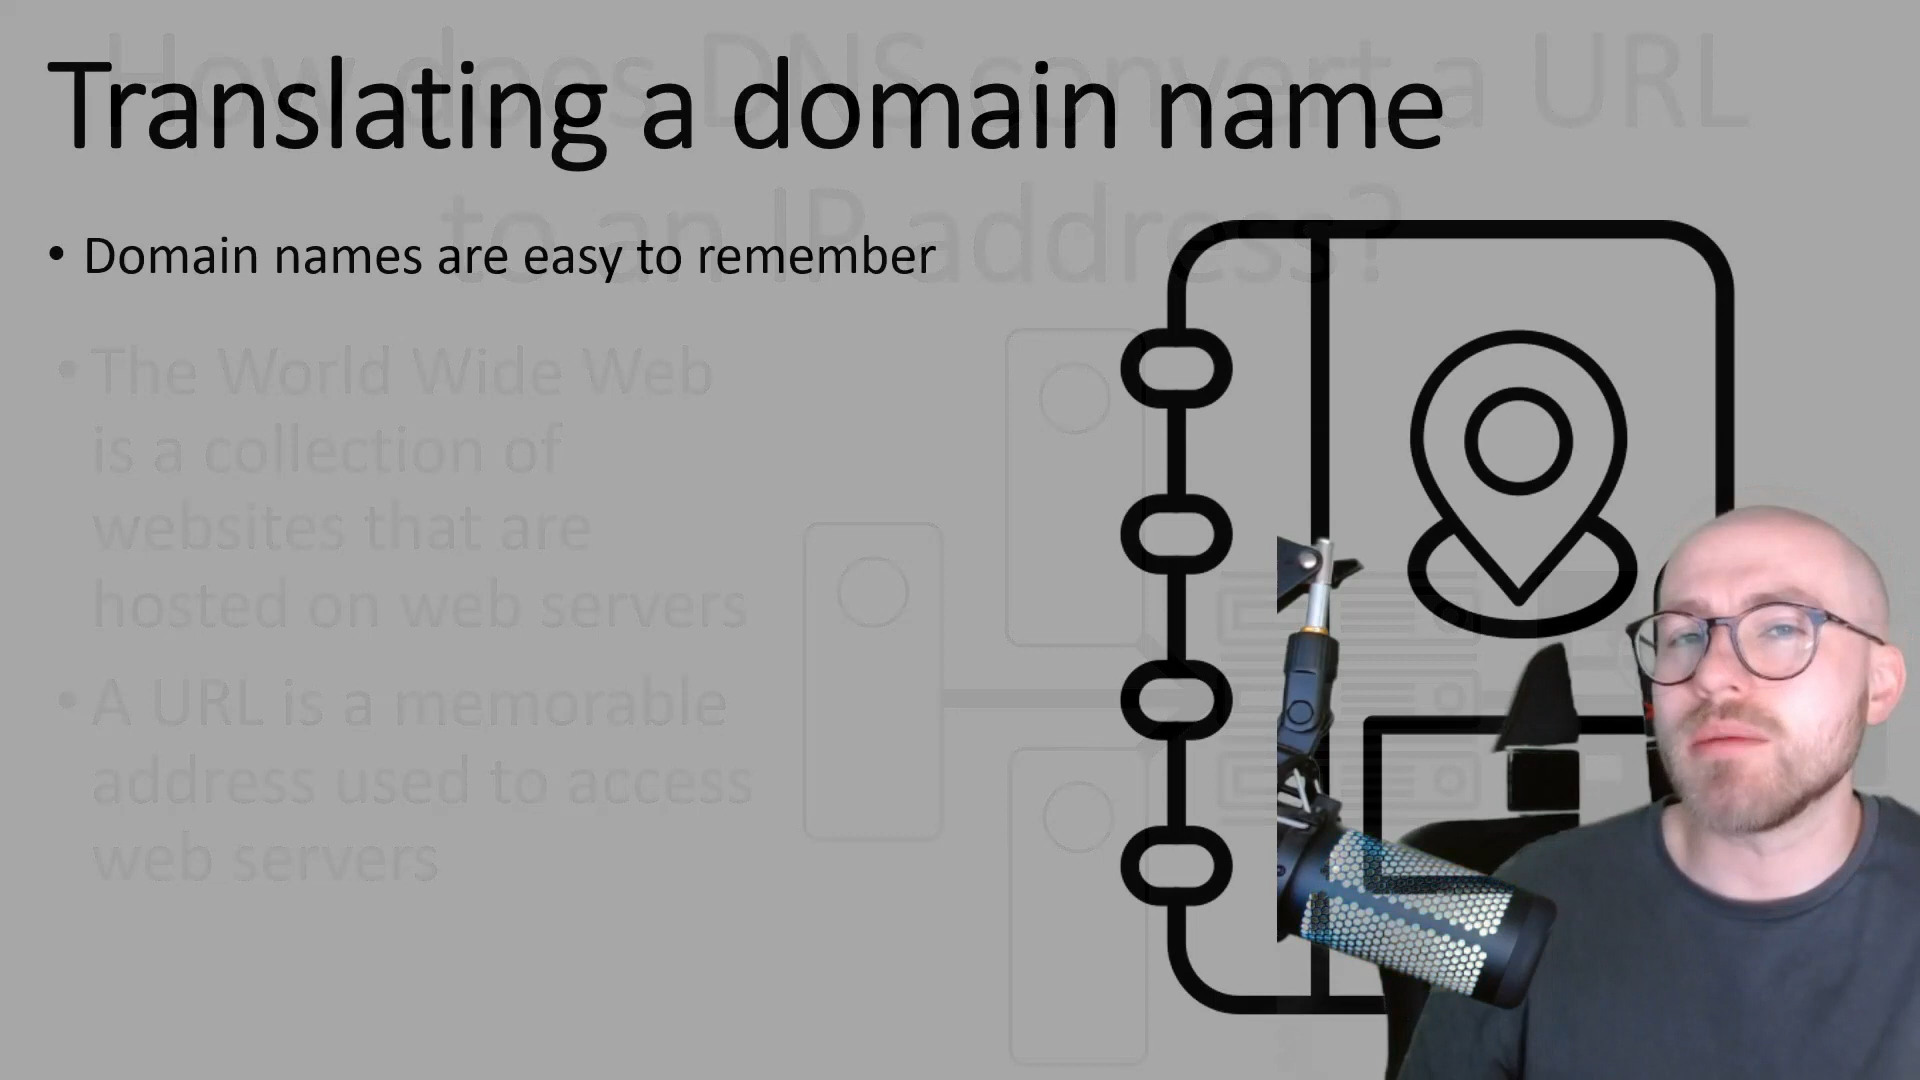 Translating a domain name
• Domain names are easy to remember
How does DNS convert a URL
to an IP address?
• The World Wide Web
is a collection of
websites that are
hosted on web servers
• A URL is a memorable
address used to access
web servers